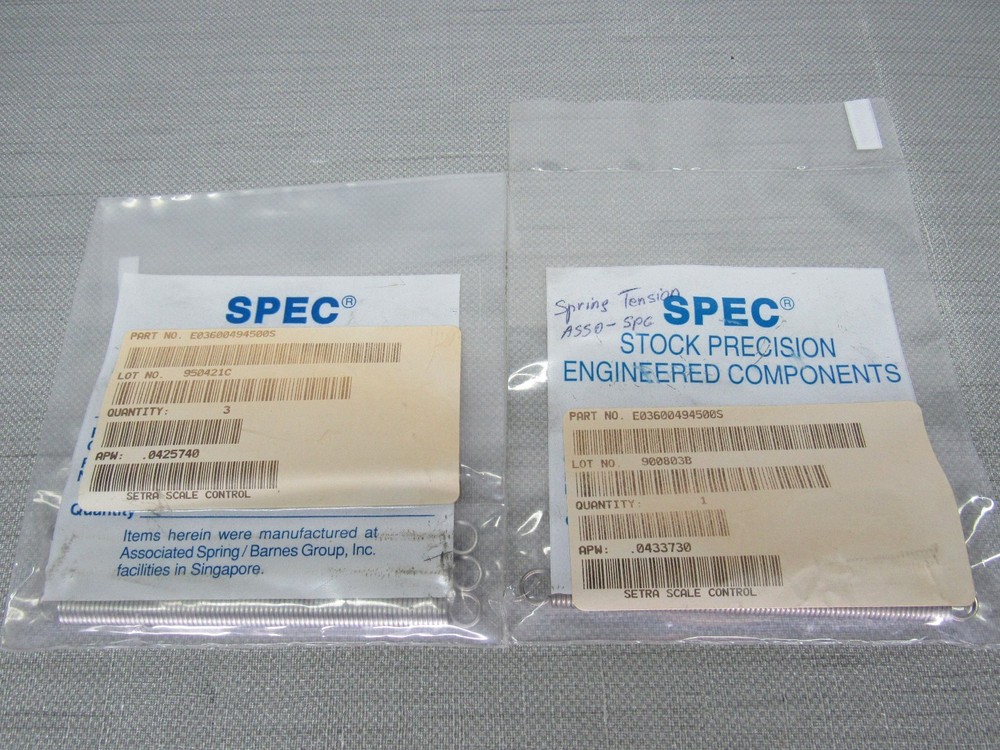 SPEC®
PART NO. E03600494500S
LOT NO. 950421C
QUANTITY: 3
APW: .0425740
SETRA SCALE CONTROL
Quantity
Items herein were manufactured at
Associated Spring/Barnes Group, Inc.
facilities in Singapore.
Spring Tension
ASSO-SPG
SPEC®
STOCK PRECISION
ENGINEERED COMPONENTS
PART NO. E03600494500S
LOT NO. 900803B
QUANTITY: 1
APW: .0433730
SETRA SCALE CONTROL